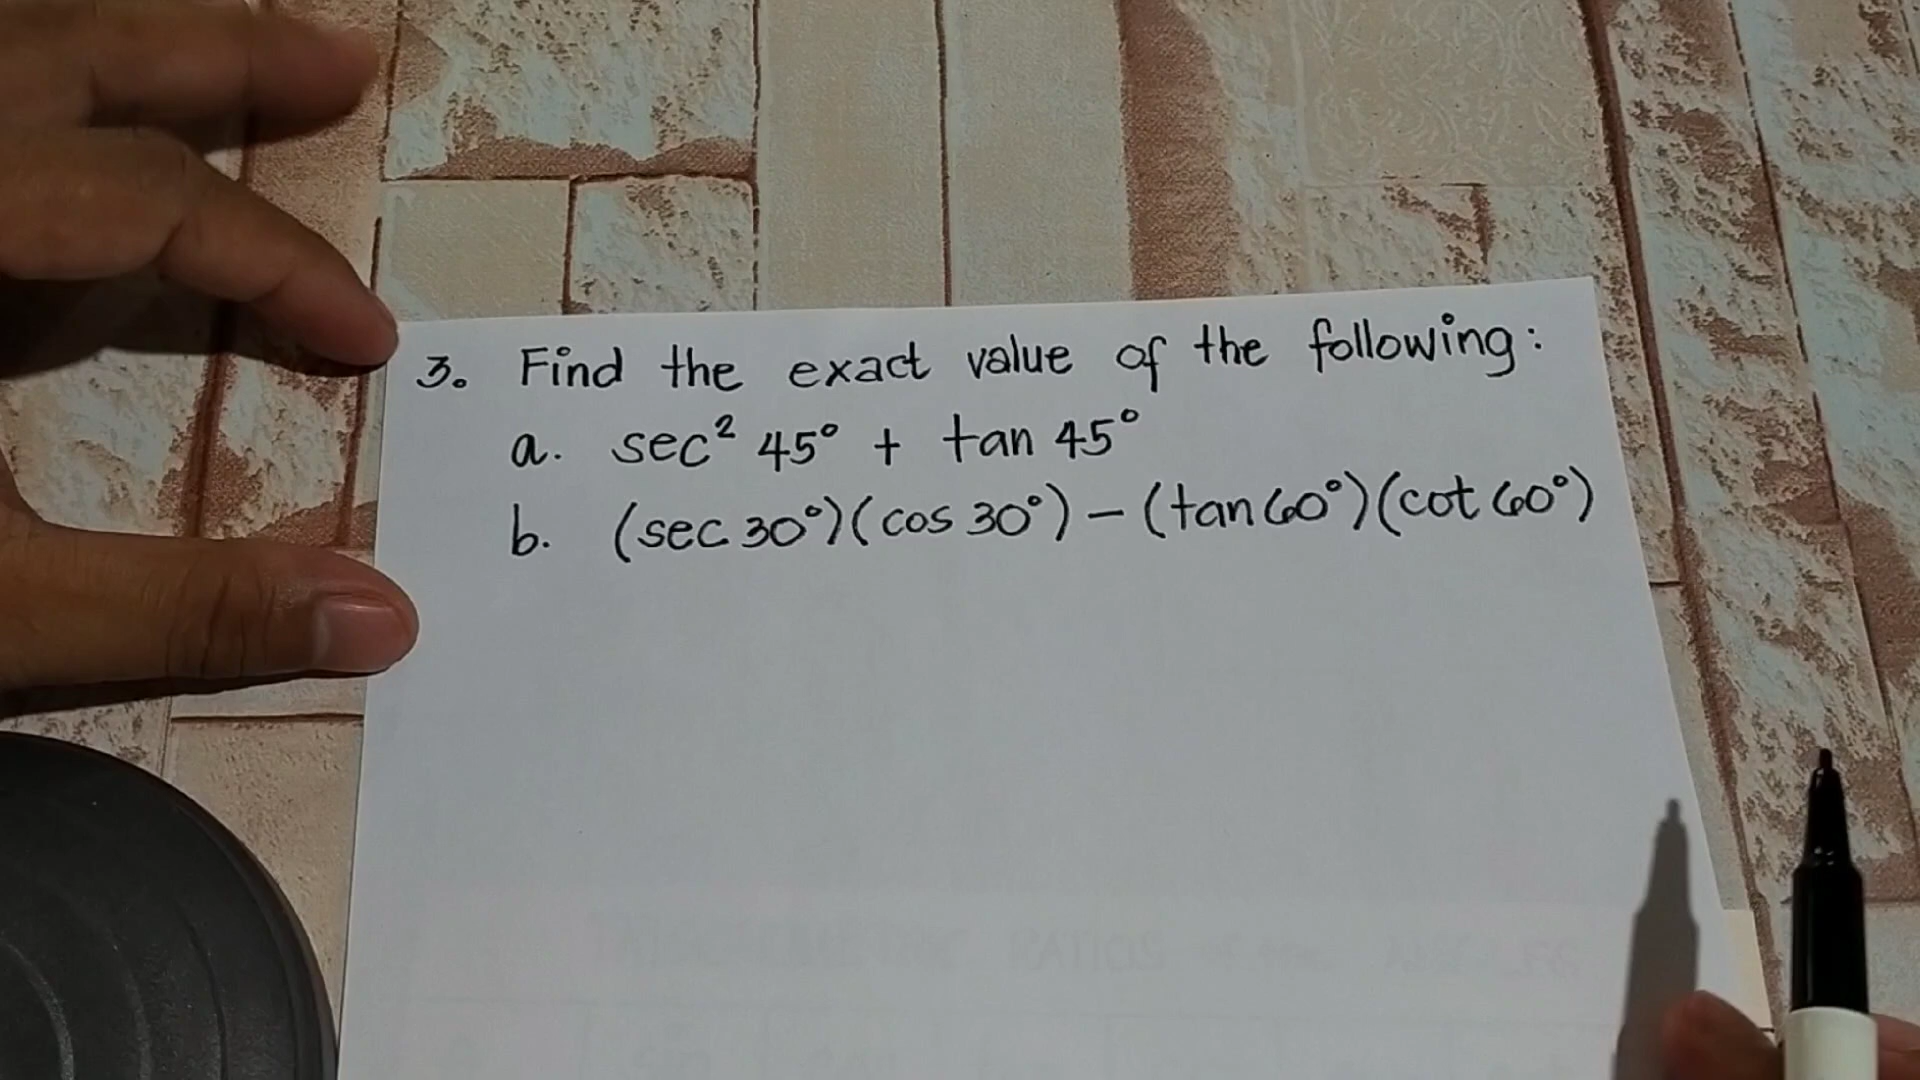 3. Find the exact value of the following:
a. sec² 45° + tan 45°
b. (sec 30°)(cos 30°) − (tan 60°)(cot 60°)
RATIOS